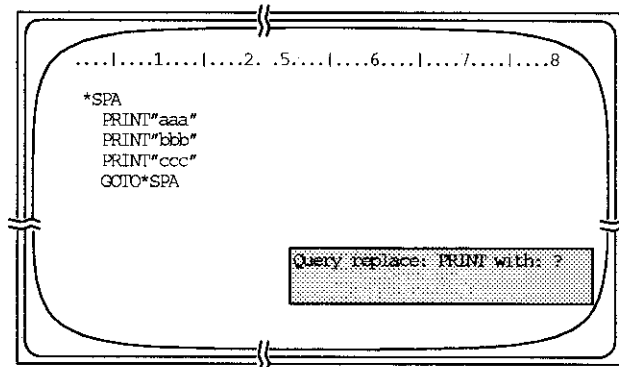 ....|....1....|....2. .5....|....6....|....7....|....8
*SPA
PRINT"aaa"
PRINT"bbb"
PRINT"ccc"
GOTO*SPA
Query replace: PRINT with: ?